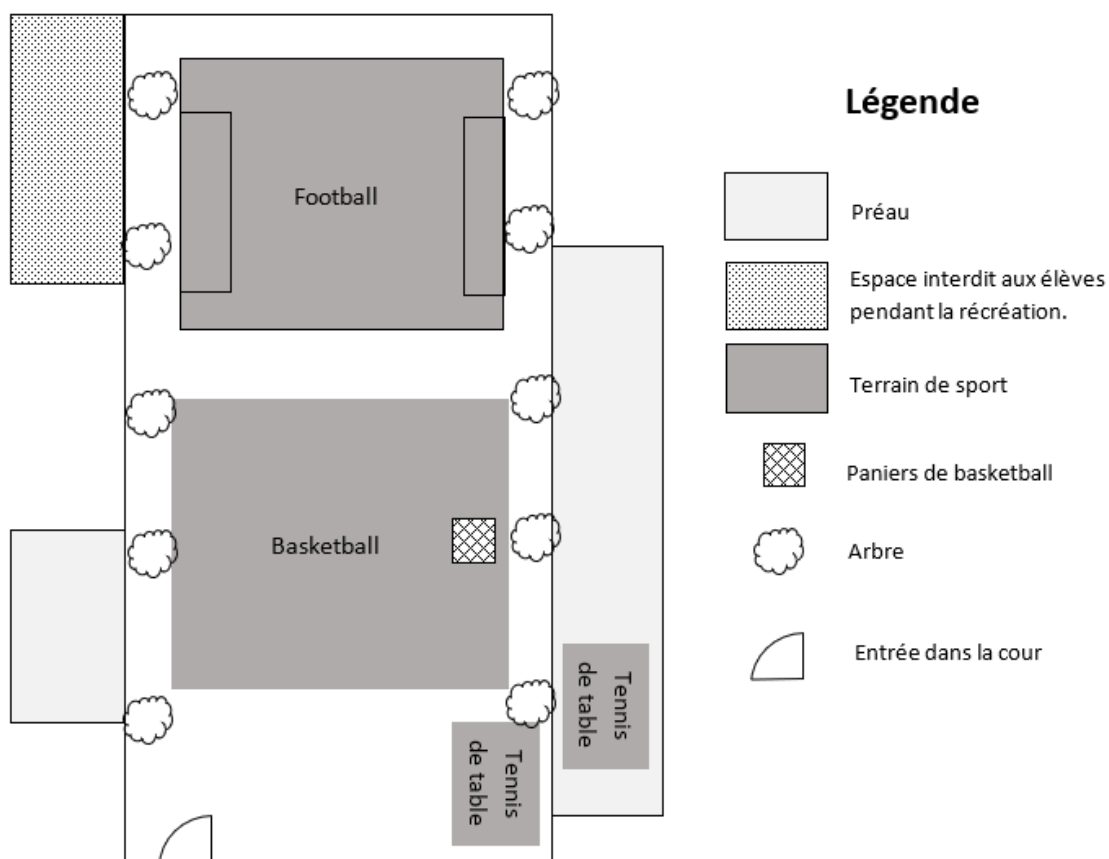 Football
Basketball
Tennis
de table
Tennis
de table
Légende
Préau
Espace interdit aux élèves
pendant la récréation.
Terrain de sport
Paniers de basketball
Arbre
Entrée dans la cour